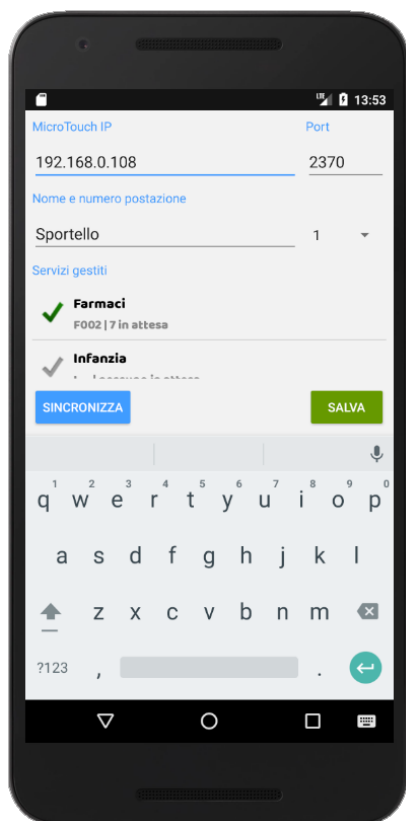 LTE 13:53
MicroTouch IP Port
192.168.0.108 2370
Nome e numero postazione
Sportello 1
Servizi gestiti
Farmaci
F002 | 7 in attesa
Infanzia
SINCRONIZZA SALVA
1 2 3 4 5 6 7 8 9 0
q w e r t y u i o p
a s d f g h j k l
z x c v b n m
?123 , .